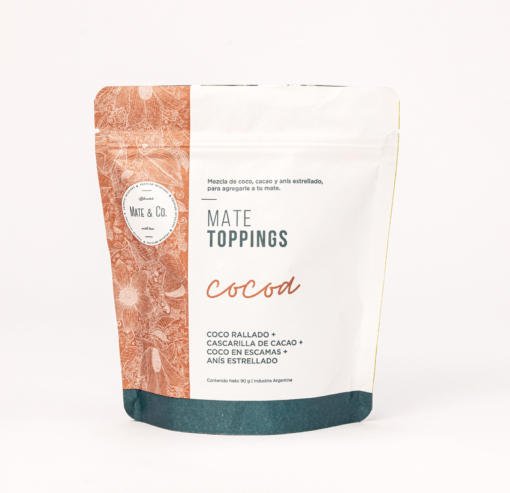 Mezcla de coco, cacao y anís estrellado,
para agregarle a tu mate.
MATE
TOPPINGS
MATE & CO.
cocod
COCO RALLADO +
CASCARILLA DE CACAO +
COCO EN ESCAMAS +
ANÍS ESTRELLADO
Contenido Neto: 90 g | Industria Argentina